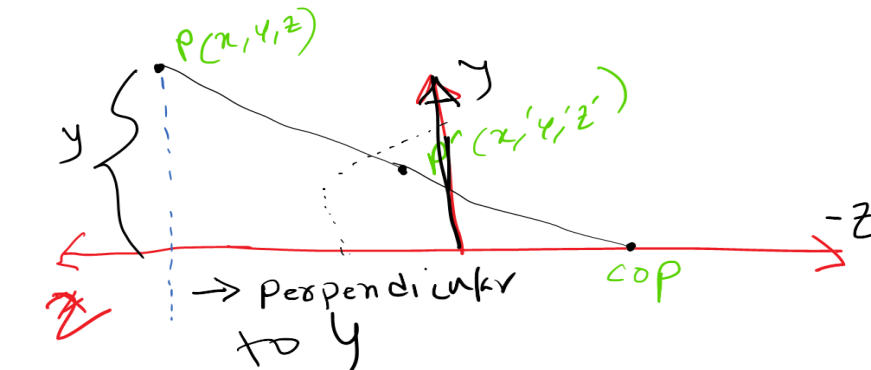 P(x,y,z)
y
y
P'(x',y',z')
-z
z
COP
→ Perpendicular
to y